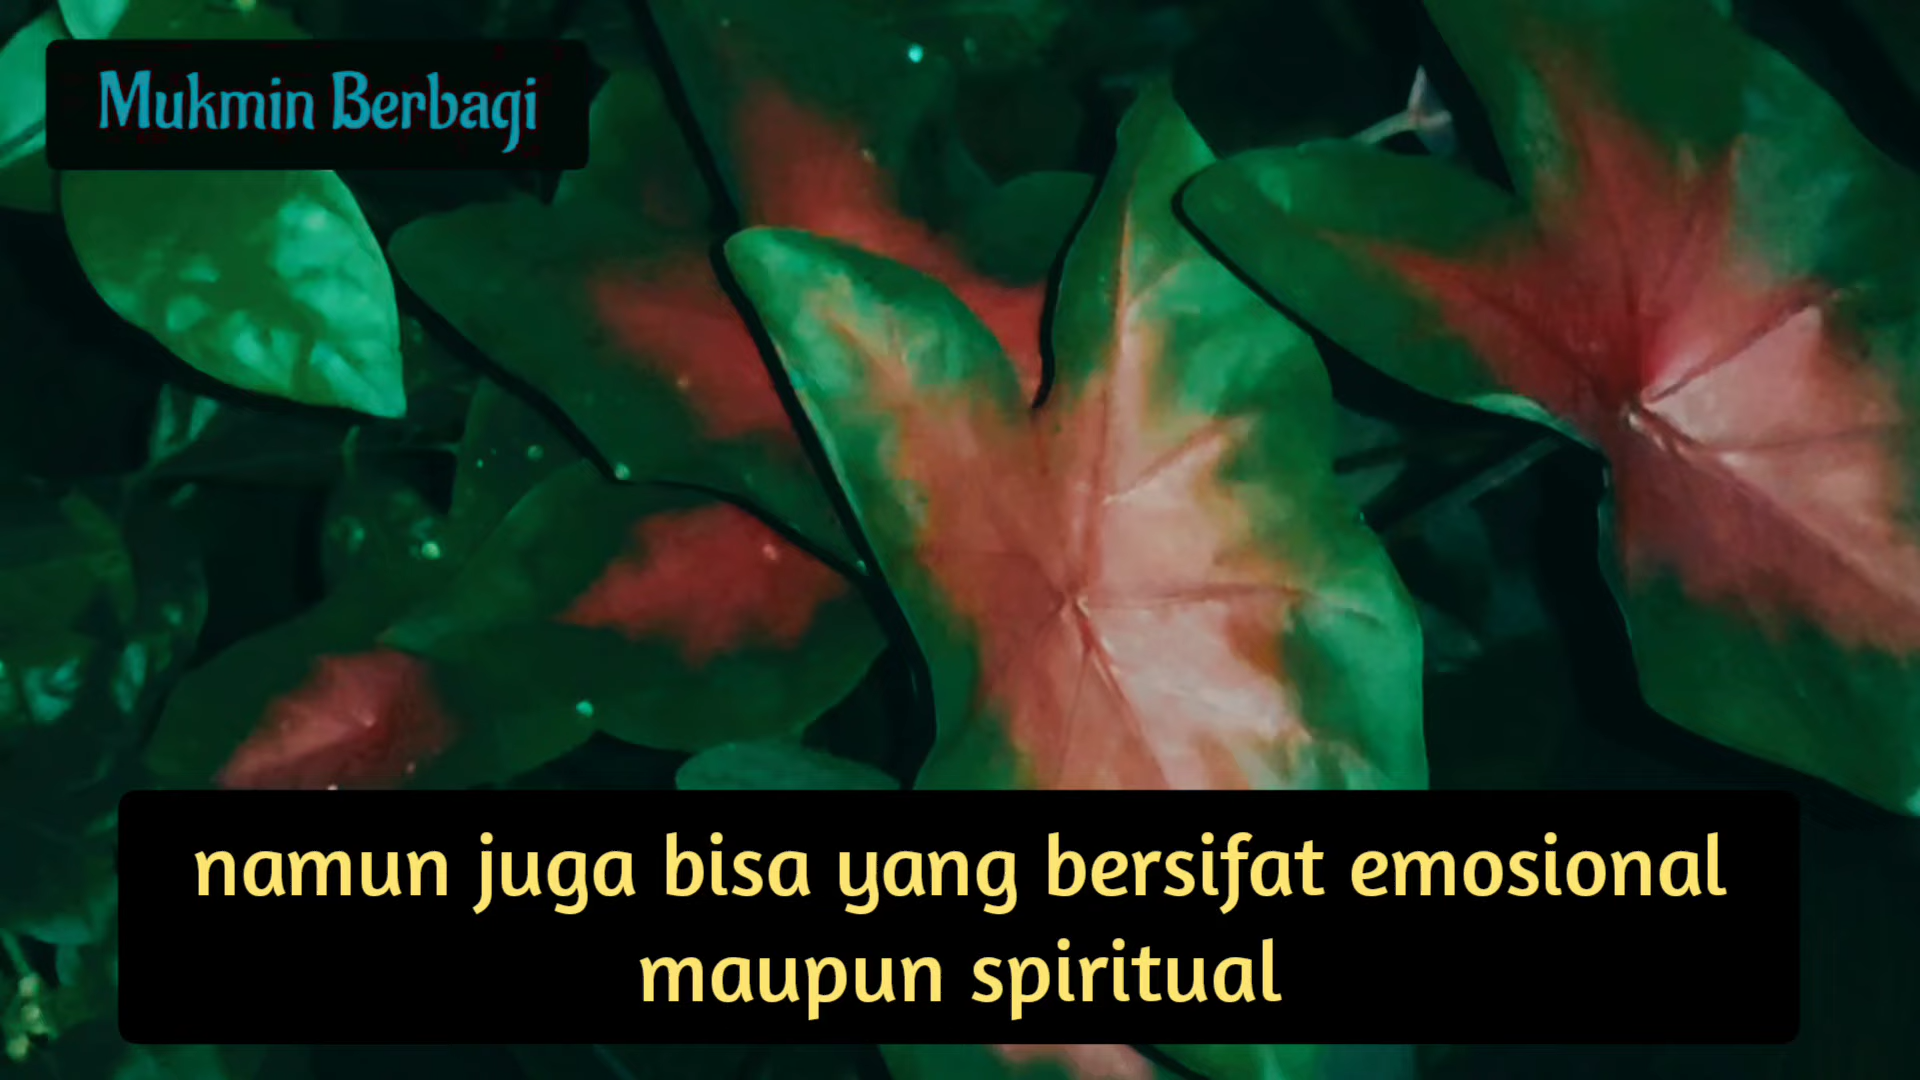 Mukmin Berbagi
namun juga bisa yang bersifat emosional
maupun spiritual